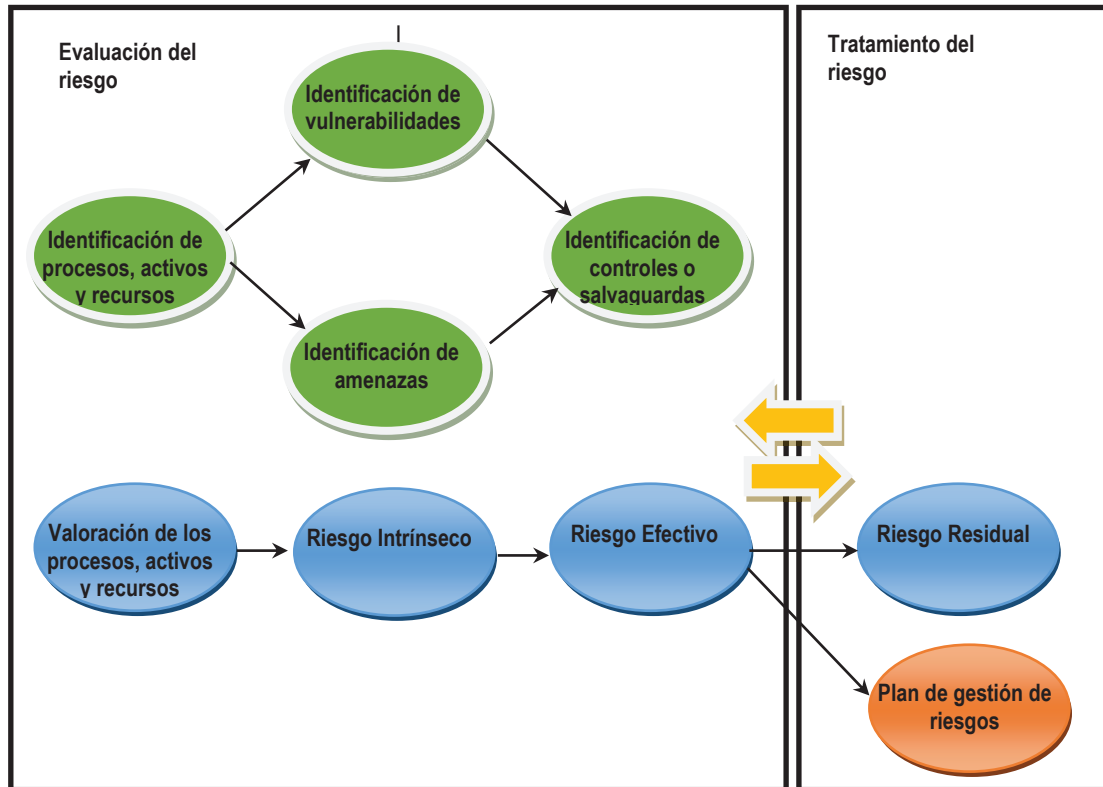 Evaluación del
riesgo
Tratamiento del
riesgo
Identificación de
vulnerabilidades
Identificación de
procesos, activos
y recursos
Identificación de
controles o
salvaguardas
Identificación de
amenazas
Valoración de los
procesos, activos
y recursos
Riesgo Intrínseco
Riesgo Efectivo
Riesgo Residual
Plan de gestión de
riesgos